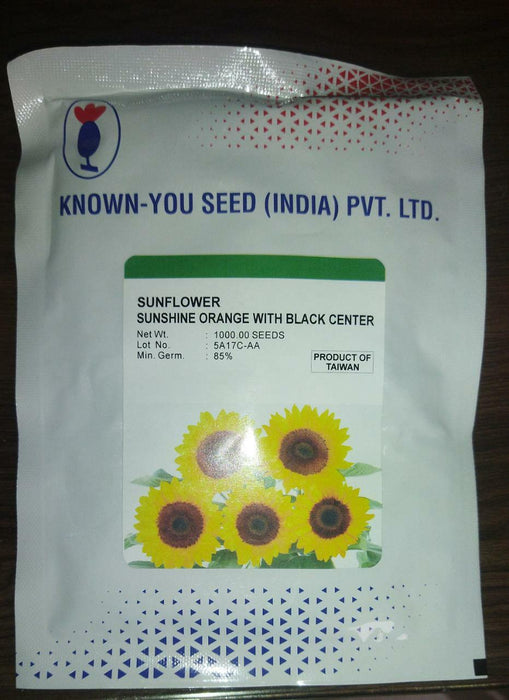 KNOWN-YOU SEED (INDIA) PVT. LTD.
SUNFLOWER
SUNSHINE ORANGE WITH BLACK CENTER
Net Wt. : 1000.00 SEEDS
Lot No. : 5A17C-AA
Min. Germ. : 85%
PRODUCT OF
TAIWAN